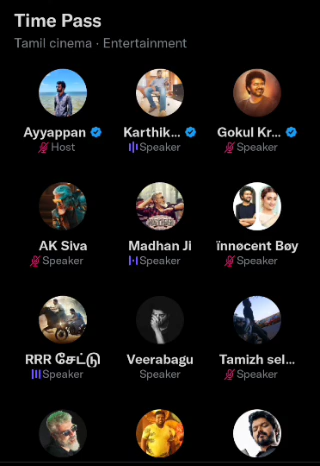 Time Pass
Tamil cinema · Entertainment
Ayyappan Karthik... Gokul Kr...
Host Speaker Speaker
AK Siva Madhan Ji ïnnøcent Bøy
Speaker Speaker Speaker
RRR சேட்டு Veerabagu Tamizh sel...
Speaker Speaker Speaker